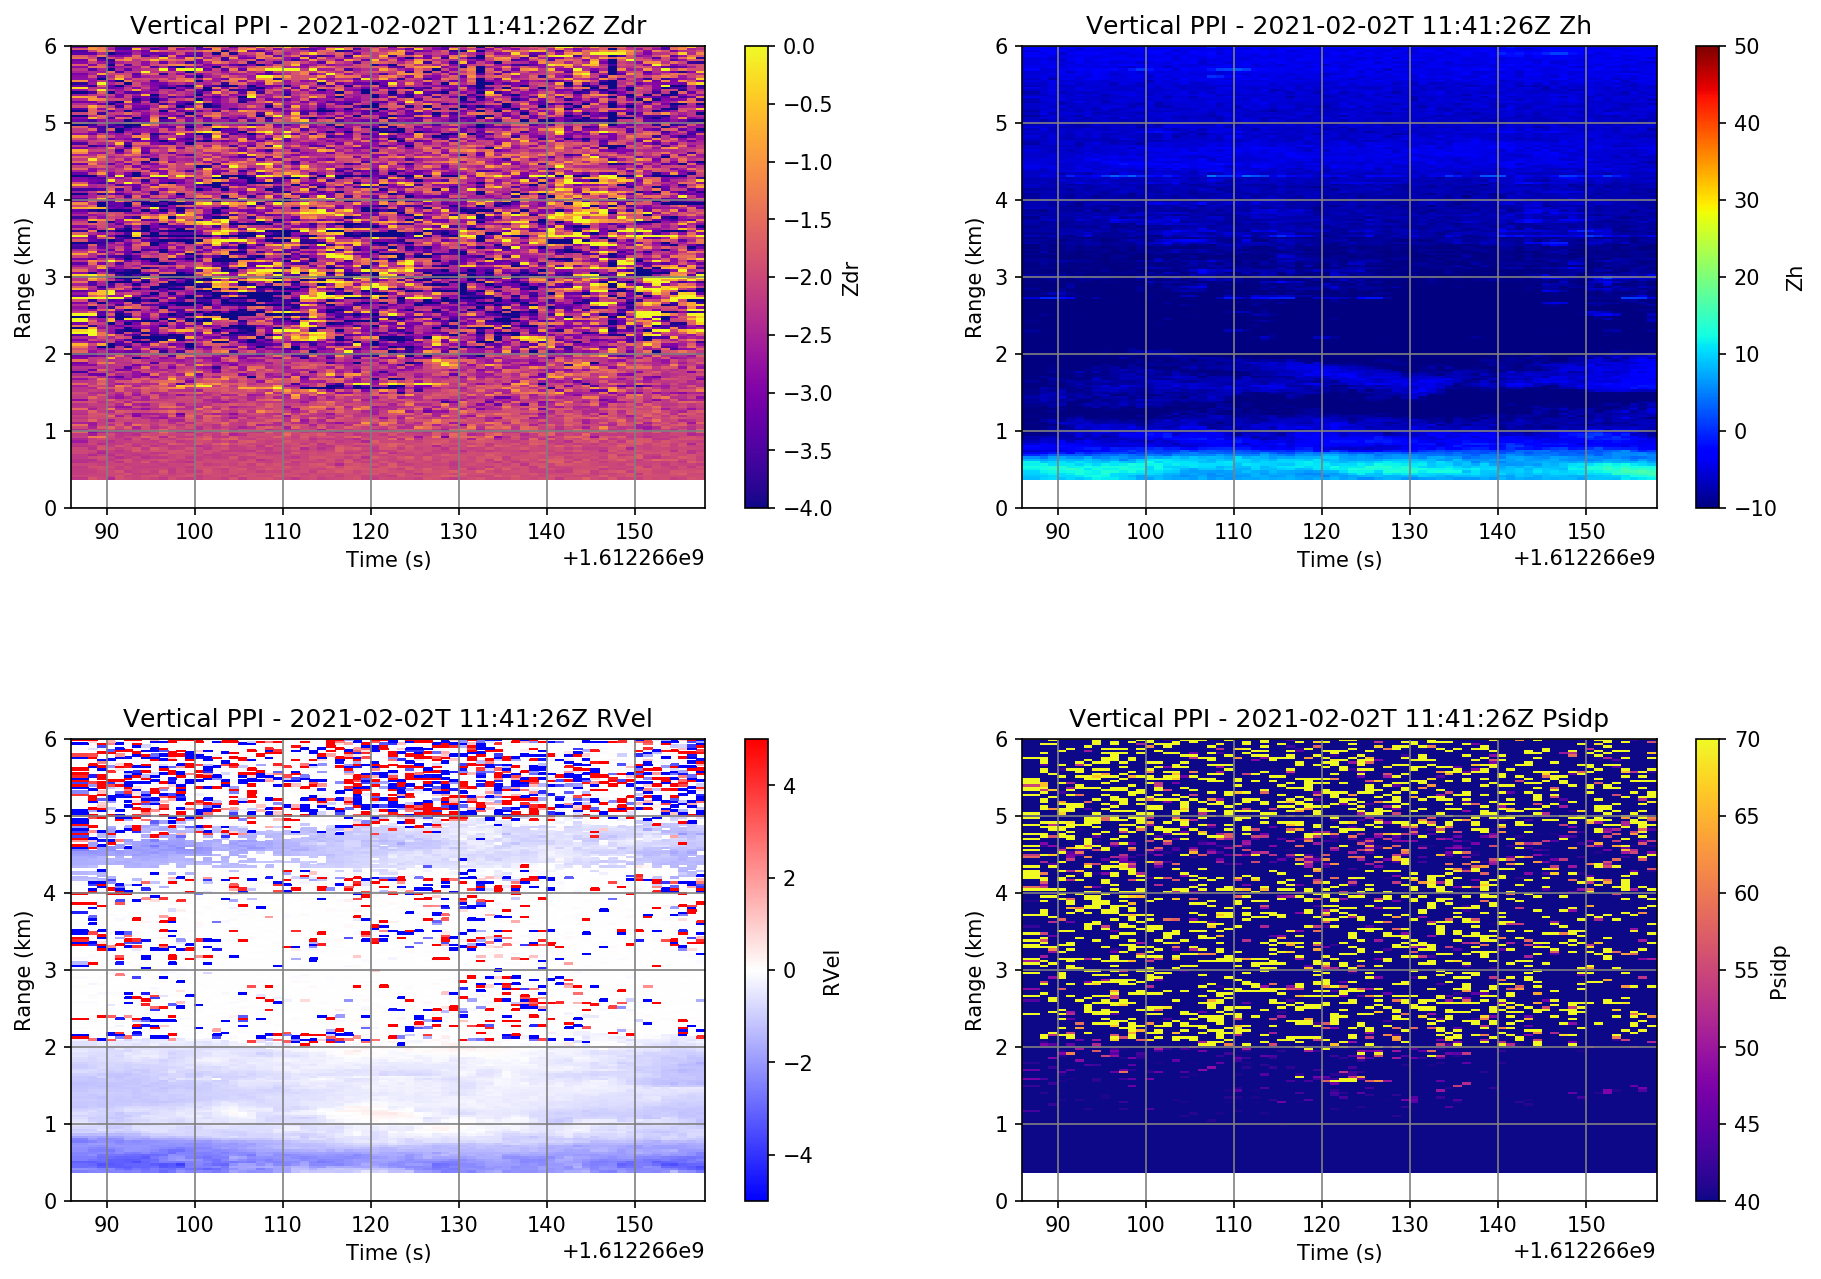 Vertical PPI - 2021-02-02T 11:41:26Z Zdr
6
5
4
3
2
1
0
Range (km)
90 100 110 120 130 140 150
Time (s)
+1.612266e9
0.0
−0.5
−1.0
−1.5
−2.0
−2.5
−3.0
−3.5
−4.0
Zdr
Vertical PPI - 2021-02-02T 11:41:26Z Zh
6
5
4
3
2
1
0
Range (km)
90 100 110 120 130 140 150
Time (s)
+1.612266e9
50
40
30
20
10
0
−10
Zh
Vertical PPI - 2021-02-02T 11:41:26Z RVel
6
5
4
3
2
1
0
Range (km)
90 100 110 120 130 140 150
Time (s)
+1.612266e9
4
2
0
−2
−4
RVel
Vertical PPI - 2021-02-02T 11:41:26Z Psidp
6
5
4
3
2
1
0
Range (km)
90 100 110 120 130 140 150
Time (s)
+1.612266e9
70
65
60
55
50
45
40
Psidp